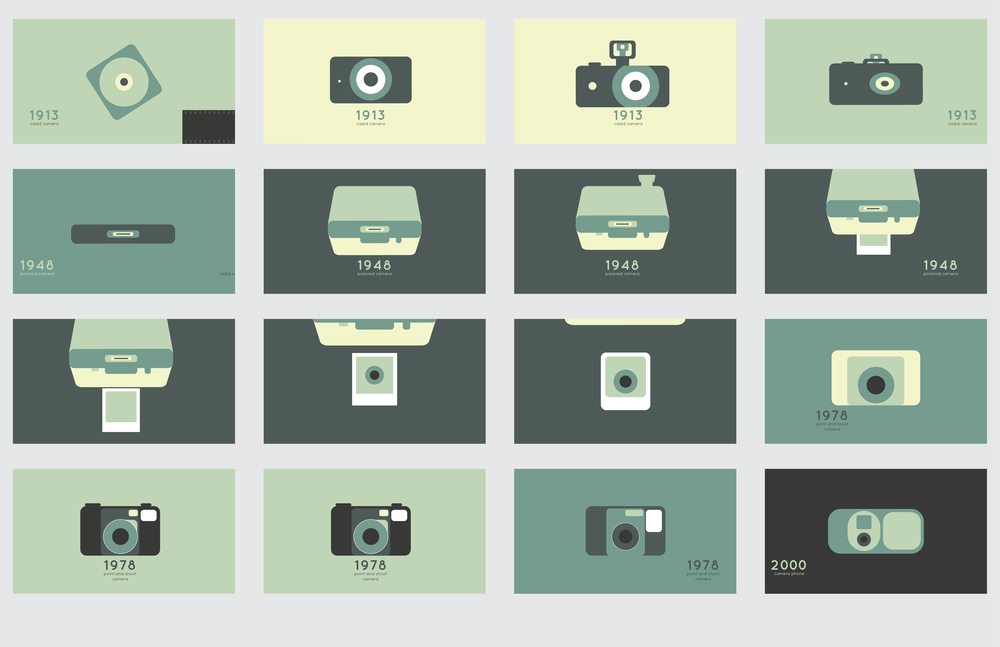 1913
cadid camera
1913
cadid camera
1913
cadid camera
1913
cadid camera
1948
polaroid camera
cadid c
1948
polaroid camera
1948
polaroid camera
1948
polaroid camera
1978
point and shoot
camera
1978
point and shoot
camera
1978
point and shoot
camera
1978
point and shoot
camera
2000
camera phone